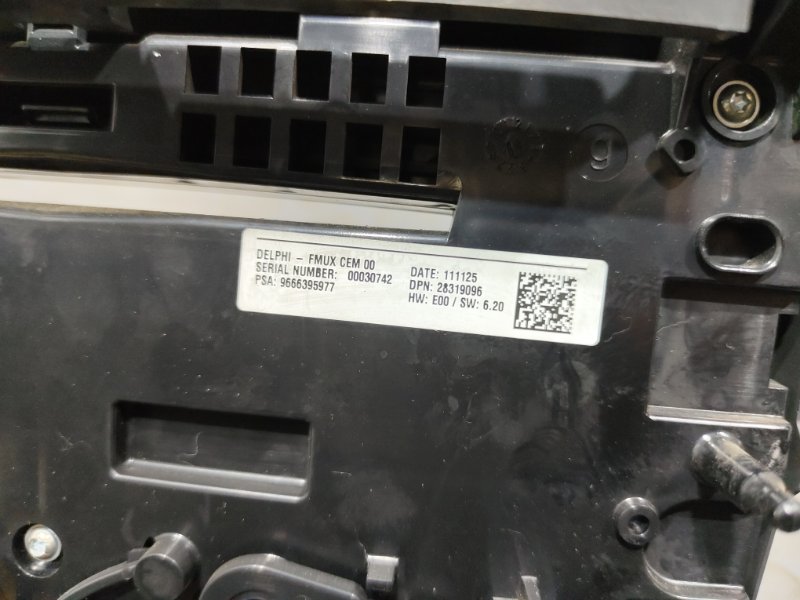 DELPHI - FMUX CEM 00
SERIAL NUMBER: 00030742
PSA: 9666395977
DATE: 111125
DPN: 28319096
HW: E00 / SW: 6.20
g